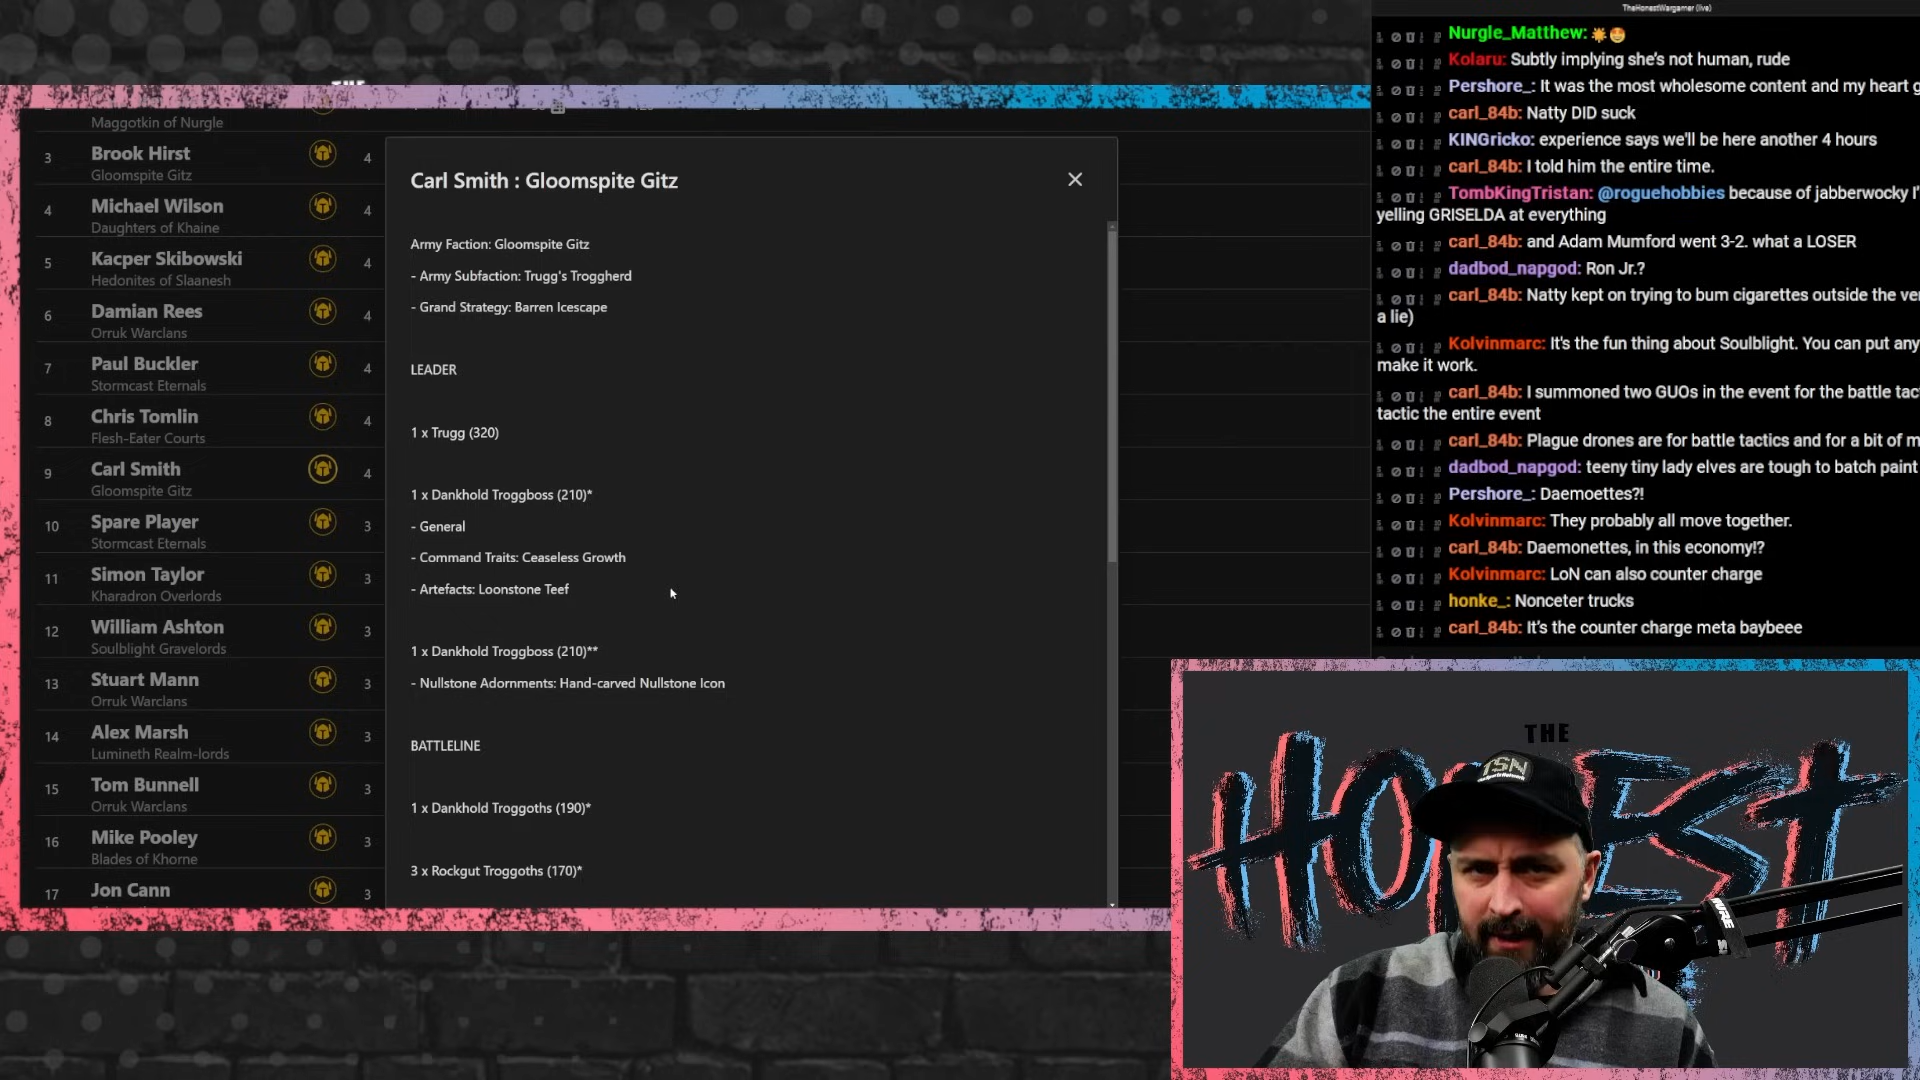 THE
Maggotkin of Nurgle
3 Brook Hirst 4
Gloomspite Gitz
4 Michael Wilson 4
Daughters of Khaine
5 Kacper Skibowski 4
Hedonites of Slaanesh
6 Damian Rees 4
Orruk Warclans
7 Paul Buckler 4
Stormcast Eternals
8 Chris Tomlin 4
Flesh-Eater Courts
9 Carl Smith 4
Gloomspite Gitz
10 Spare Player 3
Stormcast Eternals
11 Simon Taylor 3
Kharadron Overlords
12 William Ashton 3
Soulblight Gravelords
13 Stuart Mann 3
Orruk Warclans
14 Alex Marsh 3
Lumineth Realm-lords
15 Tom Bunnell 3
Orruk Warclans
16 Mike Pooley 3
Blades of Khorne
17 Jon Cann 3
Carl Smith : Gloomspite Gitz
Army Faction: Gloomspite Gitz
- Army Subfaction: Trugg's Troggherd
- Grand Strategy: Barren Icescape
LEADER
1 x Trugg (320)
1 x Dankhold Troggboss (210)*
- General
- Command Traits: Ceaseless Growth
- Artefacts: Loonstone Teef
1 x Dankhold Troggboss (210)**
- Nullstone Adornments: Hand-carved Nullstone Icon
BATTLELINE
1 x Dankhold Troggoths (190)*
3 x Rockgut Troggoths (170)*
TheHonestWargamer (live)
Nurgle_Matthew:
Kolaru: Subtly implying she's not human, rude
Pershore_: It was the most wholesome content and my heart g
carl_84b: Natty DID suck
KINGricko: experience says we'll be here another 4 hours
carl_84b: I told him the entire time.
TombKingTristan: @roguehobbies because of jabberwocky I'
yelling GRISELDA at everything
carl_84b: and Adam Mumford went 3-2. what a LOSER
dadbod_napgod: Ron Jr.?
carl_84b: Natty kept on trying to bum cigarettes outside the ve
a lie)
Kolvinmarc: It's the fun thing about Soulblight. You can put any
make it work.
carl_84b: I summoned two GUOs in the event for the battle tac
tactic the entire event
carl_84b: Plague drones are for battle tactics and for a bit of m
dadbod_napgod: teeny tiny lady elves are tough to batch paint
Pershore_: Daemoettes?!
Kolvinmarc: They probably all move together.
carl_84b: Daemonettes, in this economy!?
Kolvinmarc: LoN can also counter charge
honke_: Nonceter trucks
carl_84b: It's the counter charge meta baybeee
THE
HONEST
TSN